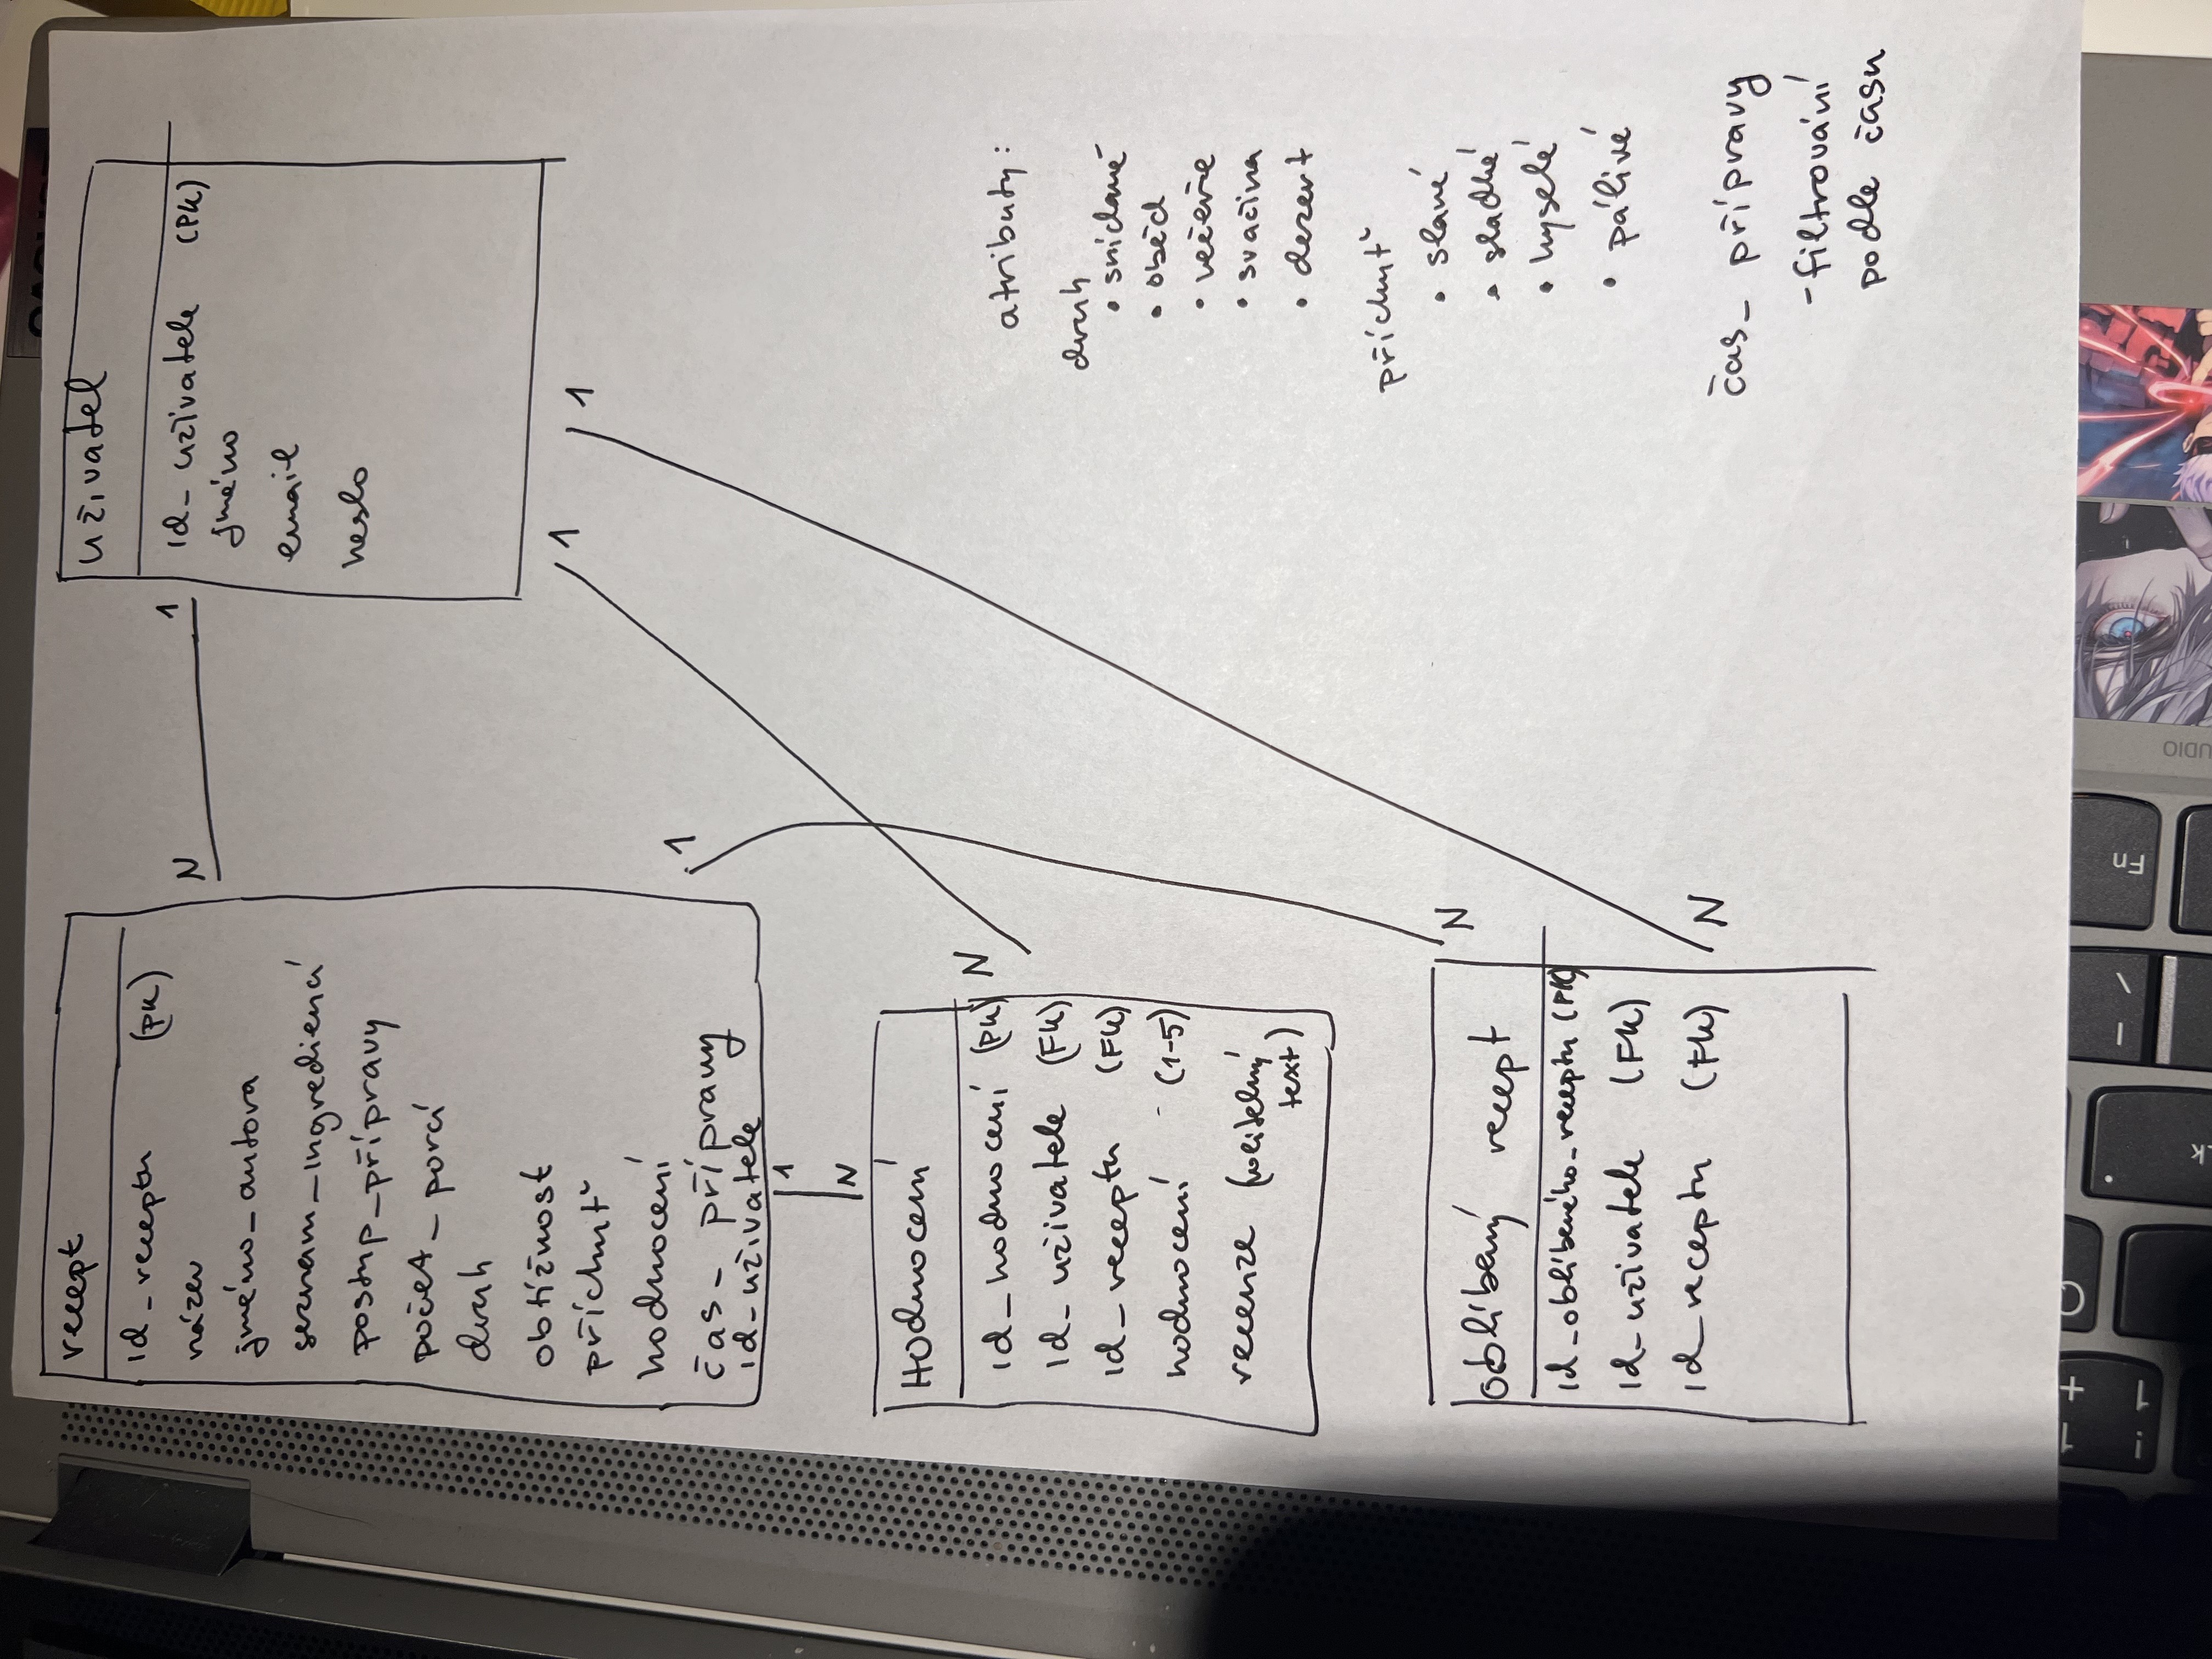 recept
id_receptu (PK)
název
jméno_autora
seznam_ingrediencí
postup_přípravy
počet_porcí
druh
obtížnost
příchuť
hodnocení
čas_přípravy
id_uživatele
N 1
uživatel
id_uživatele (PK)
jméno
email
heslo
1
1
1
1
N
Hodnocení
id_hodnocení (PK)
id_uživatele (FK)
id_receptu (FK)
hodnocení (1-5)
recenze (volitelný
text)
N
N
oblíbený recept
id_oblíbeného_receptu (PK)
id_uživatele (FK)
id_receptu (FK)
N
atributy:
druh
• snídaně
• oběd
• večeře
• svačina
• dezert
příchuť
• slané
• sladké
• kyselé
• pálivé
čas_přípravy
- filtrování
podle času
1
+
!
1
Q
|
\
Fn
k
UDIO